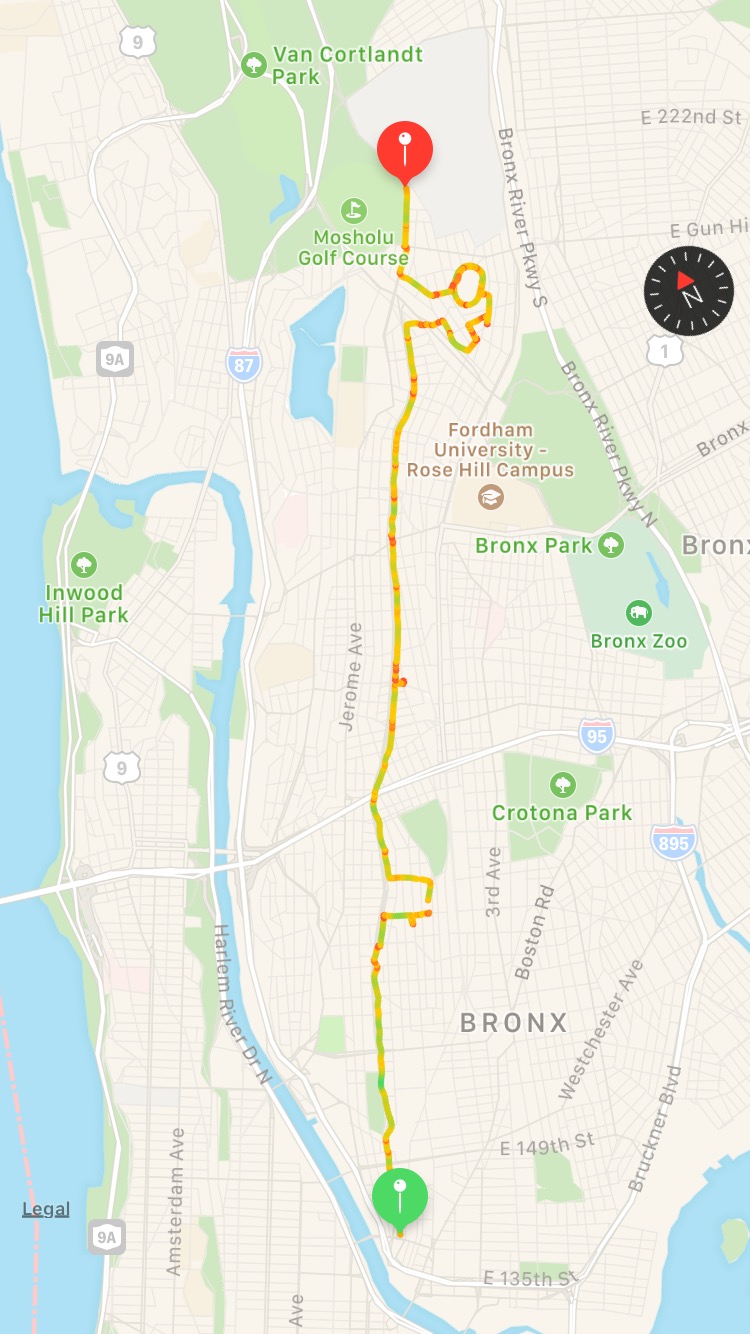 9
Van Cortlandt
Park
E 222nd St
Bronx River Pkwy S
Mosholu
Golf Course
E Gun Hi
N
9A
87
1
Bronx River Pkwy N
Bronx
Fordham
University -
Rose Hill Campus
Bronx Park
Bronx
Inwood
Hill Park
Bronx Zoo
Jerome Ave
95
9
Crotona Park
895
3rd Ave
Boston Rd
Harlem River Dr N
BRONX
Westchester Ave
Bruckner Blvd
E 149th St
Amsterdam Ave
Legal
9A
E 135th St
Ave